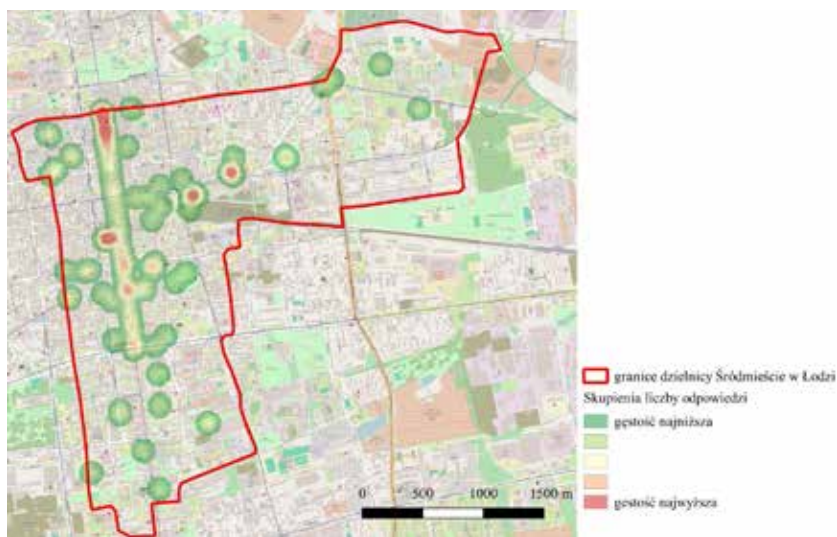 granice dzielnicy Śródmieście w Łodzi
Skupienia liczby odpowiedzi
gęstość najniższa
gęstość najwyższa
0 500 1000 1500 m